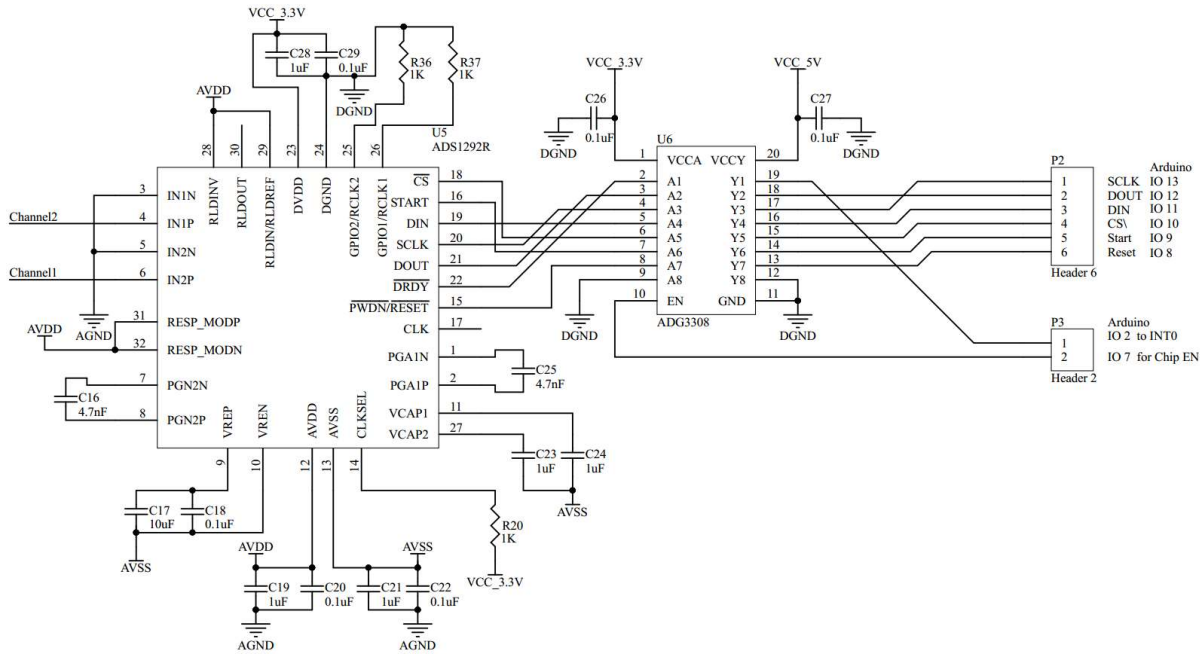 VCC_3.3V
C28
1uF
C29
0.1uF
R36
1K
R37
1K
DGND
AVDD
U5
ADS1292R
28
30
29
23
24
25
26
RLDINV
RLDOUT
RLDIN/RLDREF
DVDD
DGND
GPIO2/RCLK2
GPIO1/RCLK1
3
IN1N
Channel2
4
IN1P
5
IN2N
Channel1
6
IN2P
AGND
31
RESP_MODP
AVDD
32
RESP_MODN
7
PGN2N
C16
4.7nF
8
PGN2P
CS
18
START
16
DIN
19
SCLK
20
DOUT
21
DRDY
22
PWDN/RESET
15
CLK
17
PGA1N
1
C25
4.7nF
PGA1P
2
VCAP1
11
VCAP2
27
C23
1uF
C24
1uF
AVSS
VREP
VREN
AVDD
AVSS
CLKSEL
9
10
12
13
14
C17
10uF
C18
0.1uF
AVSS
AVDD
C19
1uF
C20
0.1uF
AGND
AVSS
C21
1uF
C22
0.1uF
AGND
R20
1K
VCC_3.3V
VCC_3.3V
VCC_5V
C26
0.1uF
DGND
C27
0.1uF
DGND
U6
1
VCCA VCCY
20
2
A1 Y1
19
3
A2 Y2
18
4
A3 Y3
17
5
A4 Y4
16
6
A5 Y5
15
7
A6 Y6
14
8
A7 Y7
13
9
A8 Y8
12
10
EN GND
11
ADG3308
DGND
DGND
P2
Arduino
1 SCLK IO 13
2 DOUT IO 12
3 DIN IO 11
4 CS\ IO 10
5 Start IO 9
6 Reset IO 8
Header 6
P3
Arduino
IO 2 to INT0
1
2 IO 7 for Chip EN
Header 2